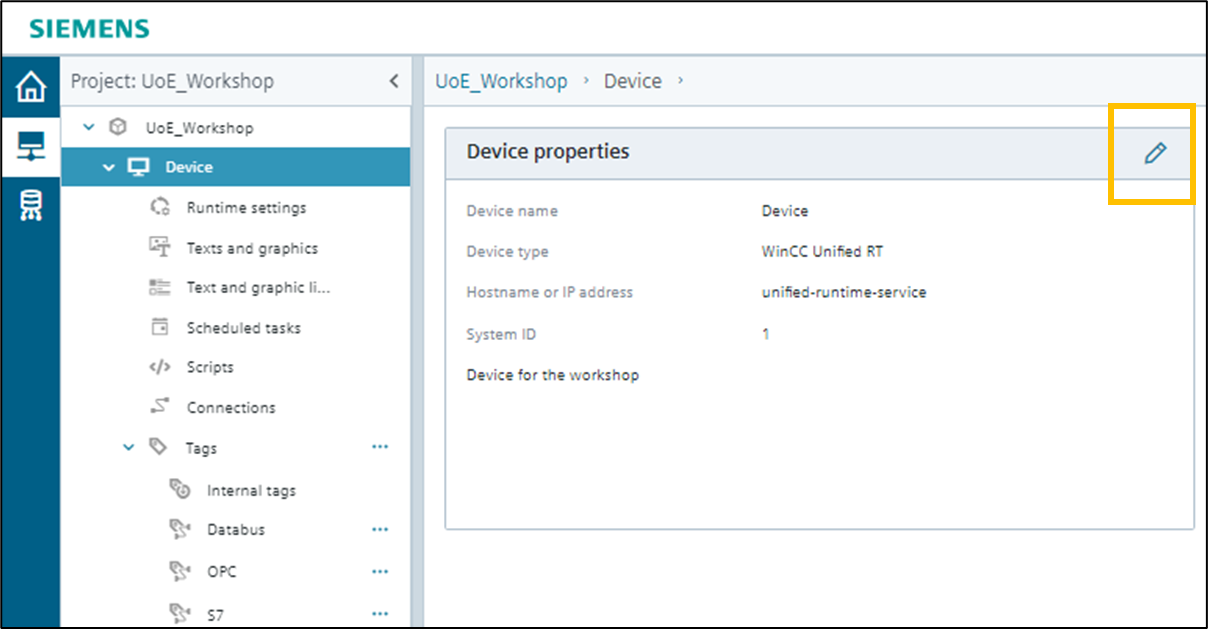 SIEMENS
Project: UoE_Workshop
UoE_Workshop
Device
Runtime settings
Texts and graphics
Text and graphic li...
Scheduled tasks
Scripts
Connections
Tags
Internal tags
Databus
OPC
S7
UoE_Workshop > Device >
Device properties
Device name Device
Device type WinCC Unified RT
Hostname or IP address unified-runtime-service
System ID 1
Device for the workshop